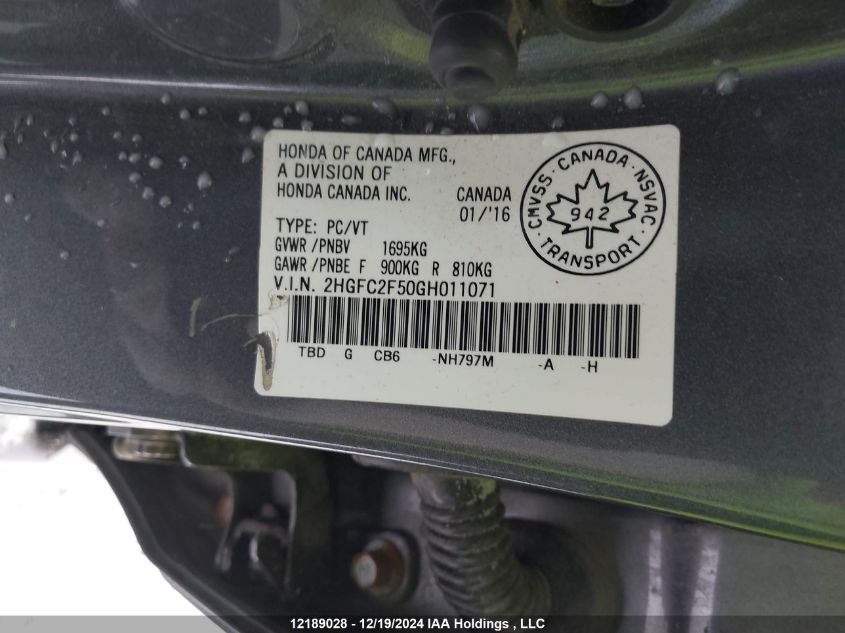 HONDA OF CANADA MFG.,
A DIVISION OF
HONDA CANADA INC. CANADA
01/'16
TYPE: PC/VT
GVWR /PNBV 1695KG
GAWR /PNBE F 900KG R 810KG
V.I.N. 2HGFC2F50GH011071
TBD G CB6 -NH797M -A -H
CMVSS · CANADA · NSVAC
942
TRANSPORT
12189028 - 12/19/2024 IAA Holdings , LLC